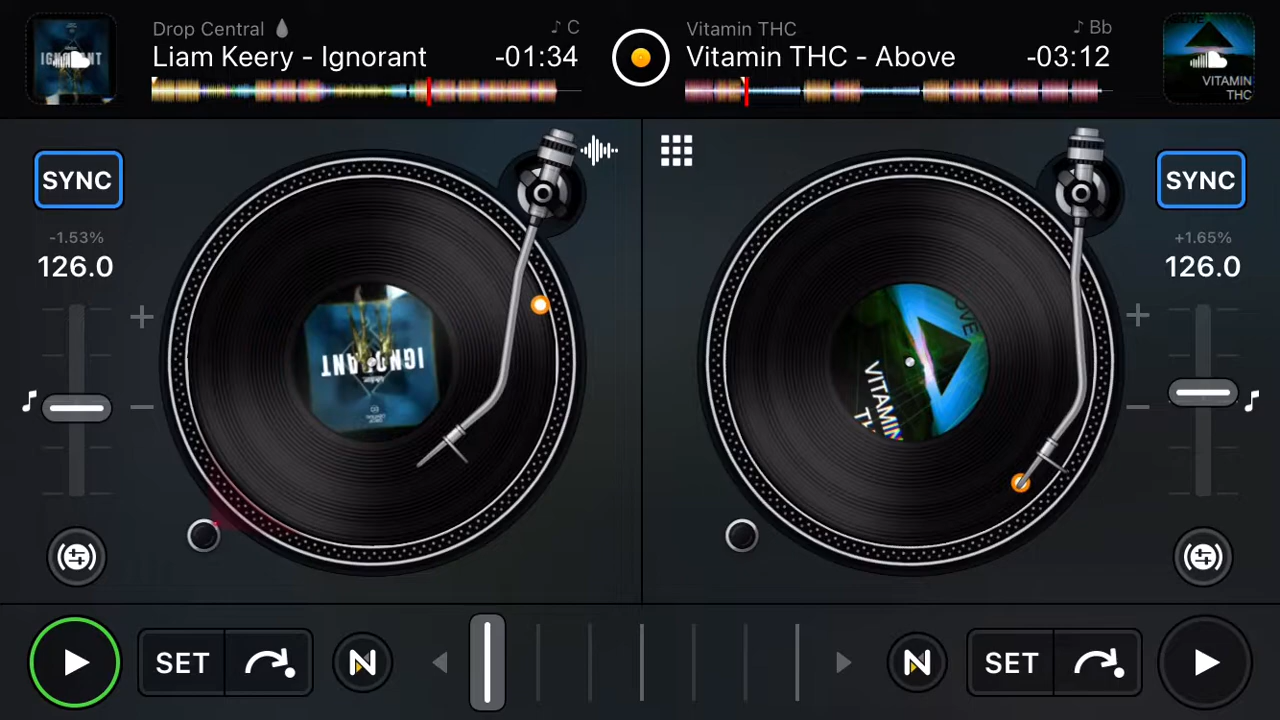 Drop Central
Liam Keery - Ignorant
♪ C
-01:34
Vitamin THC
Vitamin THC - Above
♪ Bb
-03:12
IGNORANT
VITAMIN
THC
SYNC
-1.53%
126.0
IGNORANT
VITAMIN
SYNC
+1.65%
126.0
SET
N
N
SET